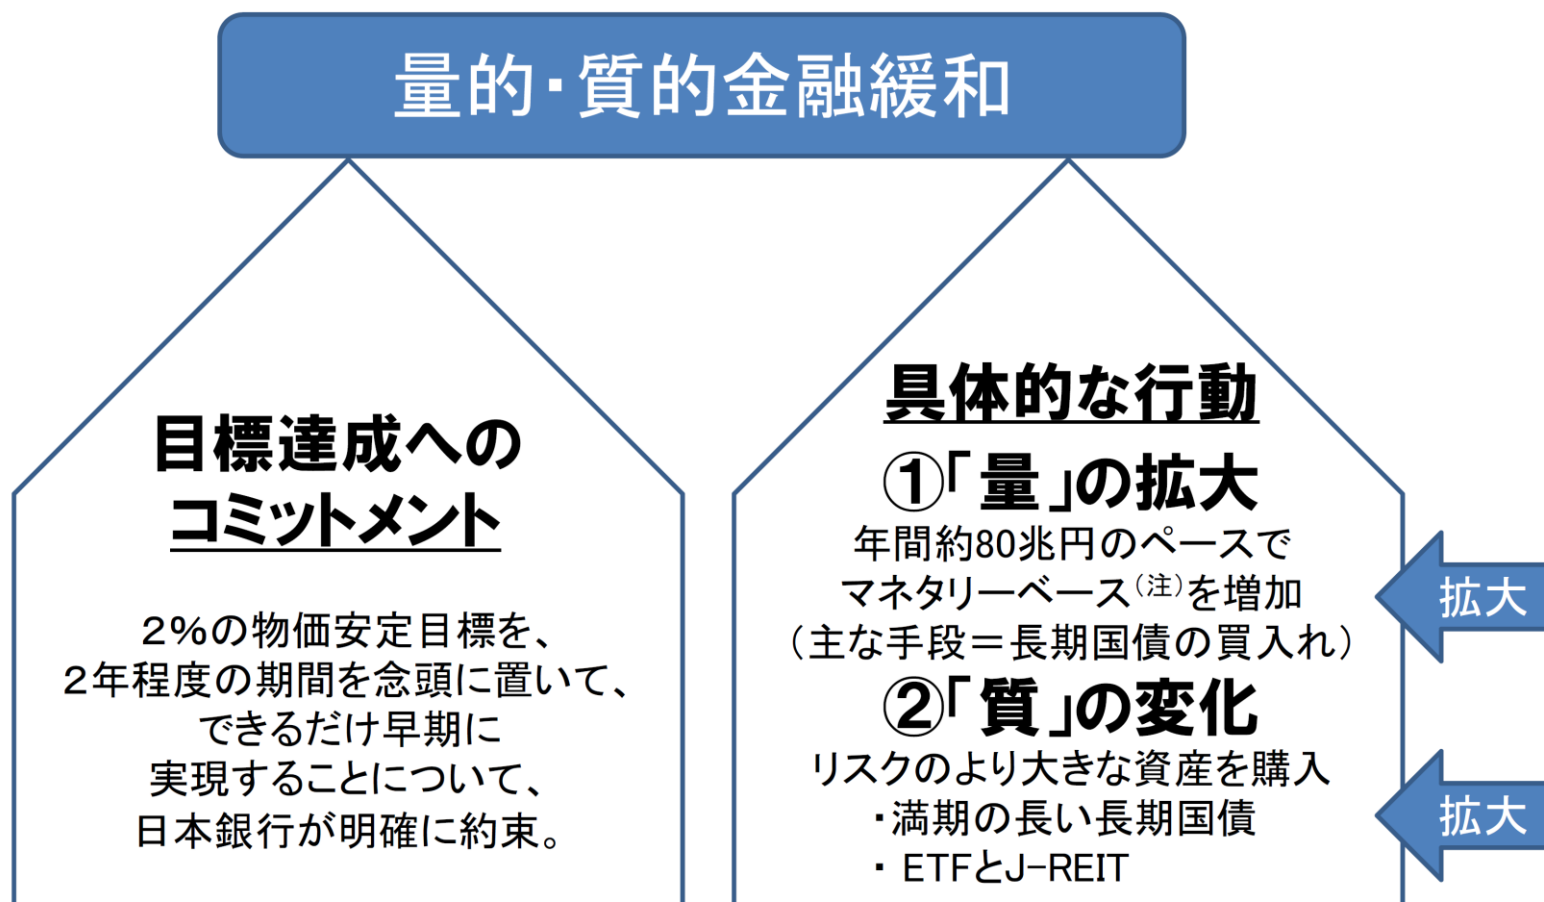 量的・質的金融緩和
目標達成への
コミットメント
2%の物価安定目標を、
2年程度の期間を念頭に置いて、
できるだけ早期に
実現することについて、
日本銀行が明確に約束。
具体的な行動
①「量」の拡大
年間約80兆円のペースで
マネタリーベース(注)を増加
(主な手段=長期国債の買入れ)
②「質」の変化
リスクのより大きな資産を購入
・満期の長い長期国債
・ETFとJ-REIT
拡大
拡大